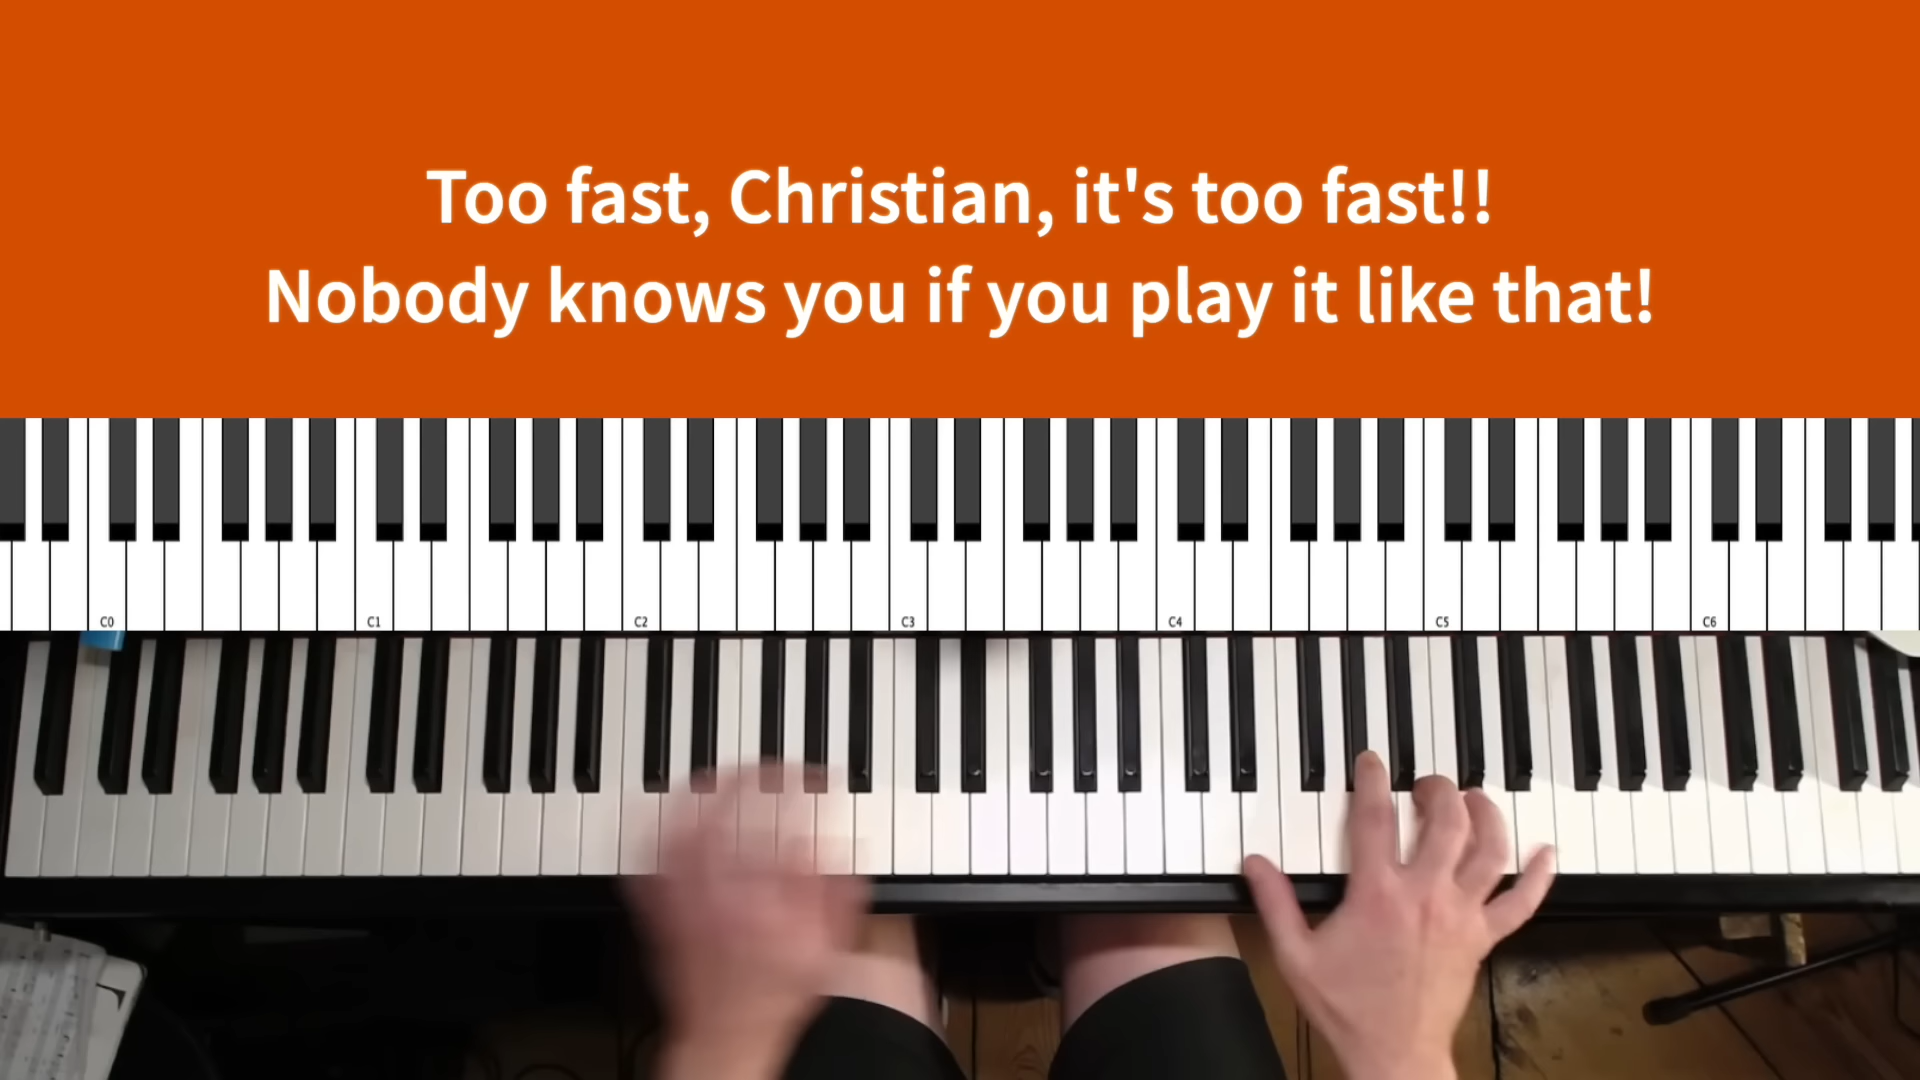 Too fast, Christian, it's too fast!!
Nobody knows you if you play it like that!
C0 C1 C2 C3 C4 C5 C6